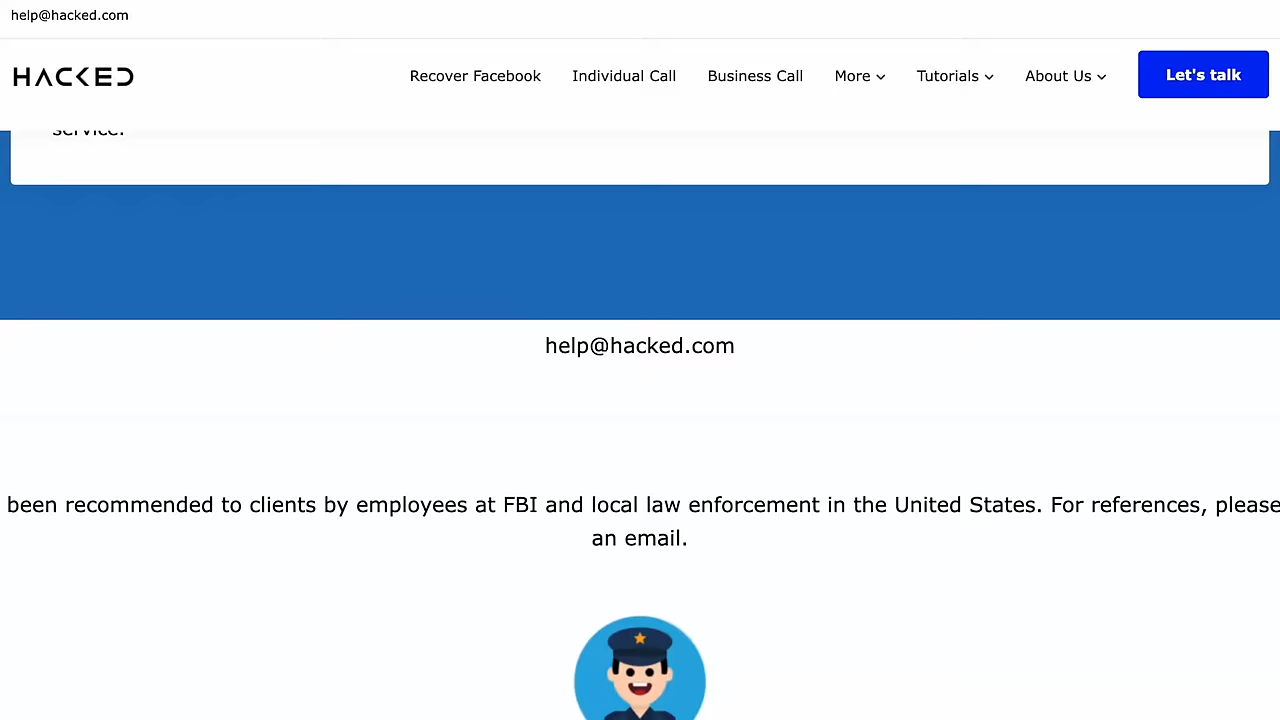 help@hacked.com
HACKED
Recover Facebook
Individual Call
Business Call
More
Tutorials
About Us
Let's talk
service.
help@hacked.com
been recommended to clients by employees at FBI and local law enforcement in the United States. For references, please
an email.